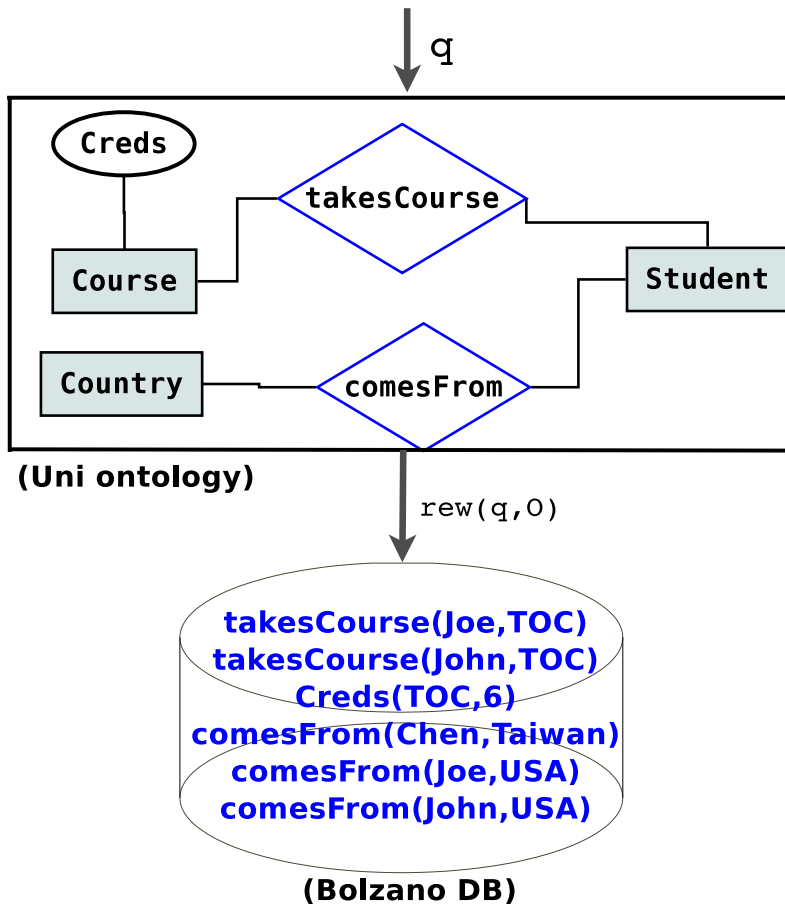 q
Creds
takesCourse
Course
Student
Country
comesFrom
(Uni ontology)
rew(q,O)
takesCourse(Joe,TOC)
takesCourse(John,TOC)
Creds(TOC,6)
comesFrom(Chen,Taiwan)
comesFrom(Joe,USA)
comesFrom(John,USA)
(Bolzano DB)